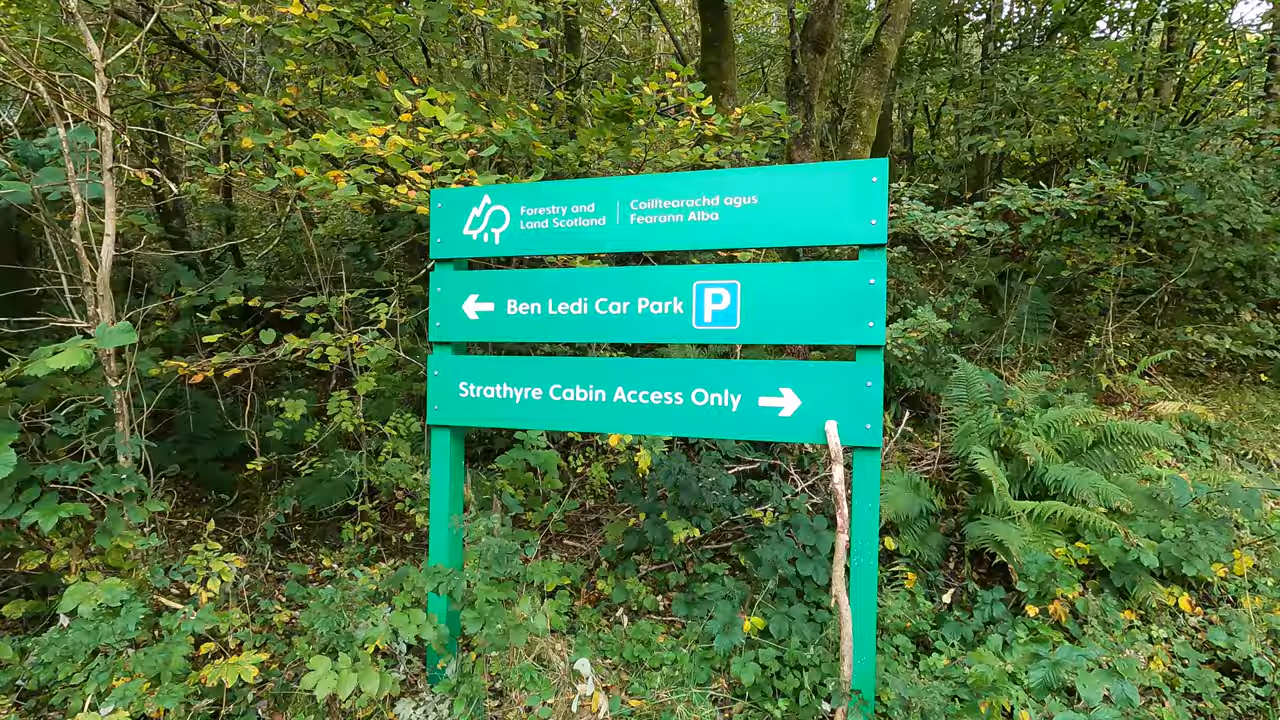 Forestry and
Land Scotland
Coilltearachd agus
Fearann Alba
Ben Ledi Car Park P
Strathyre Cabin Access Only